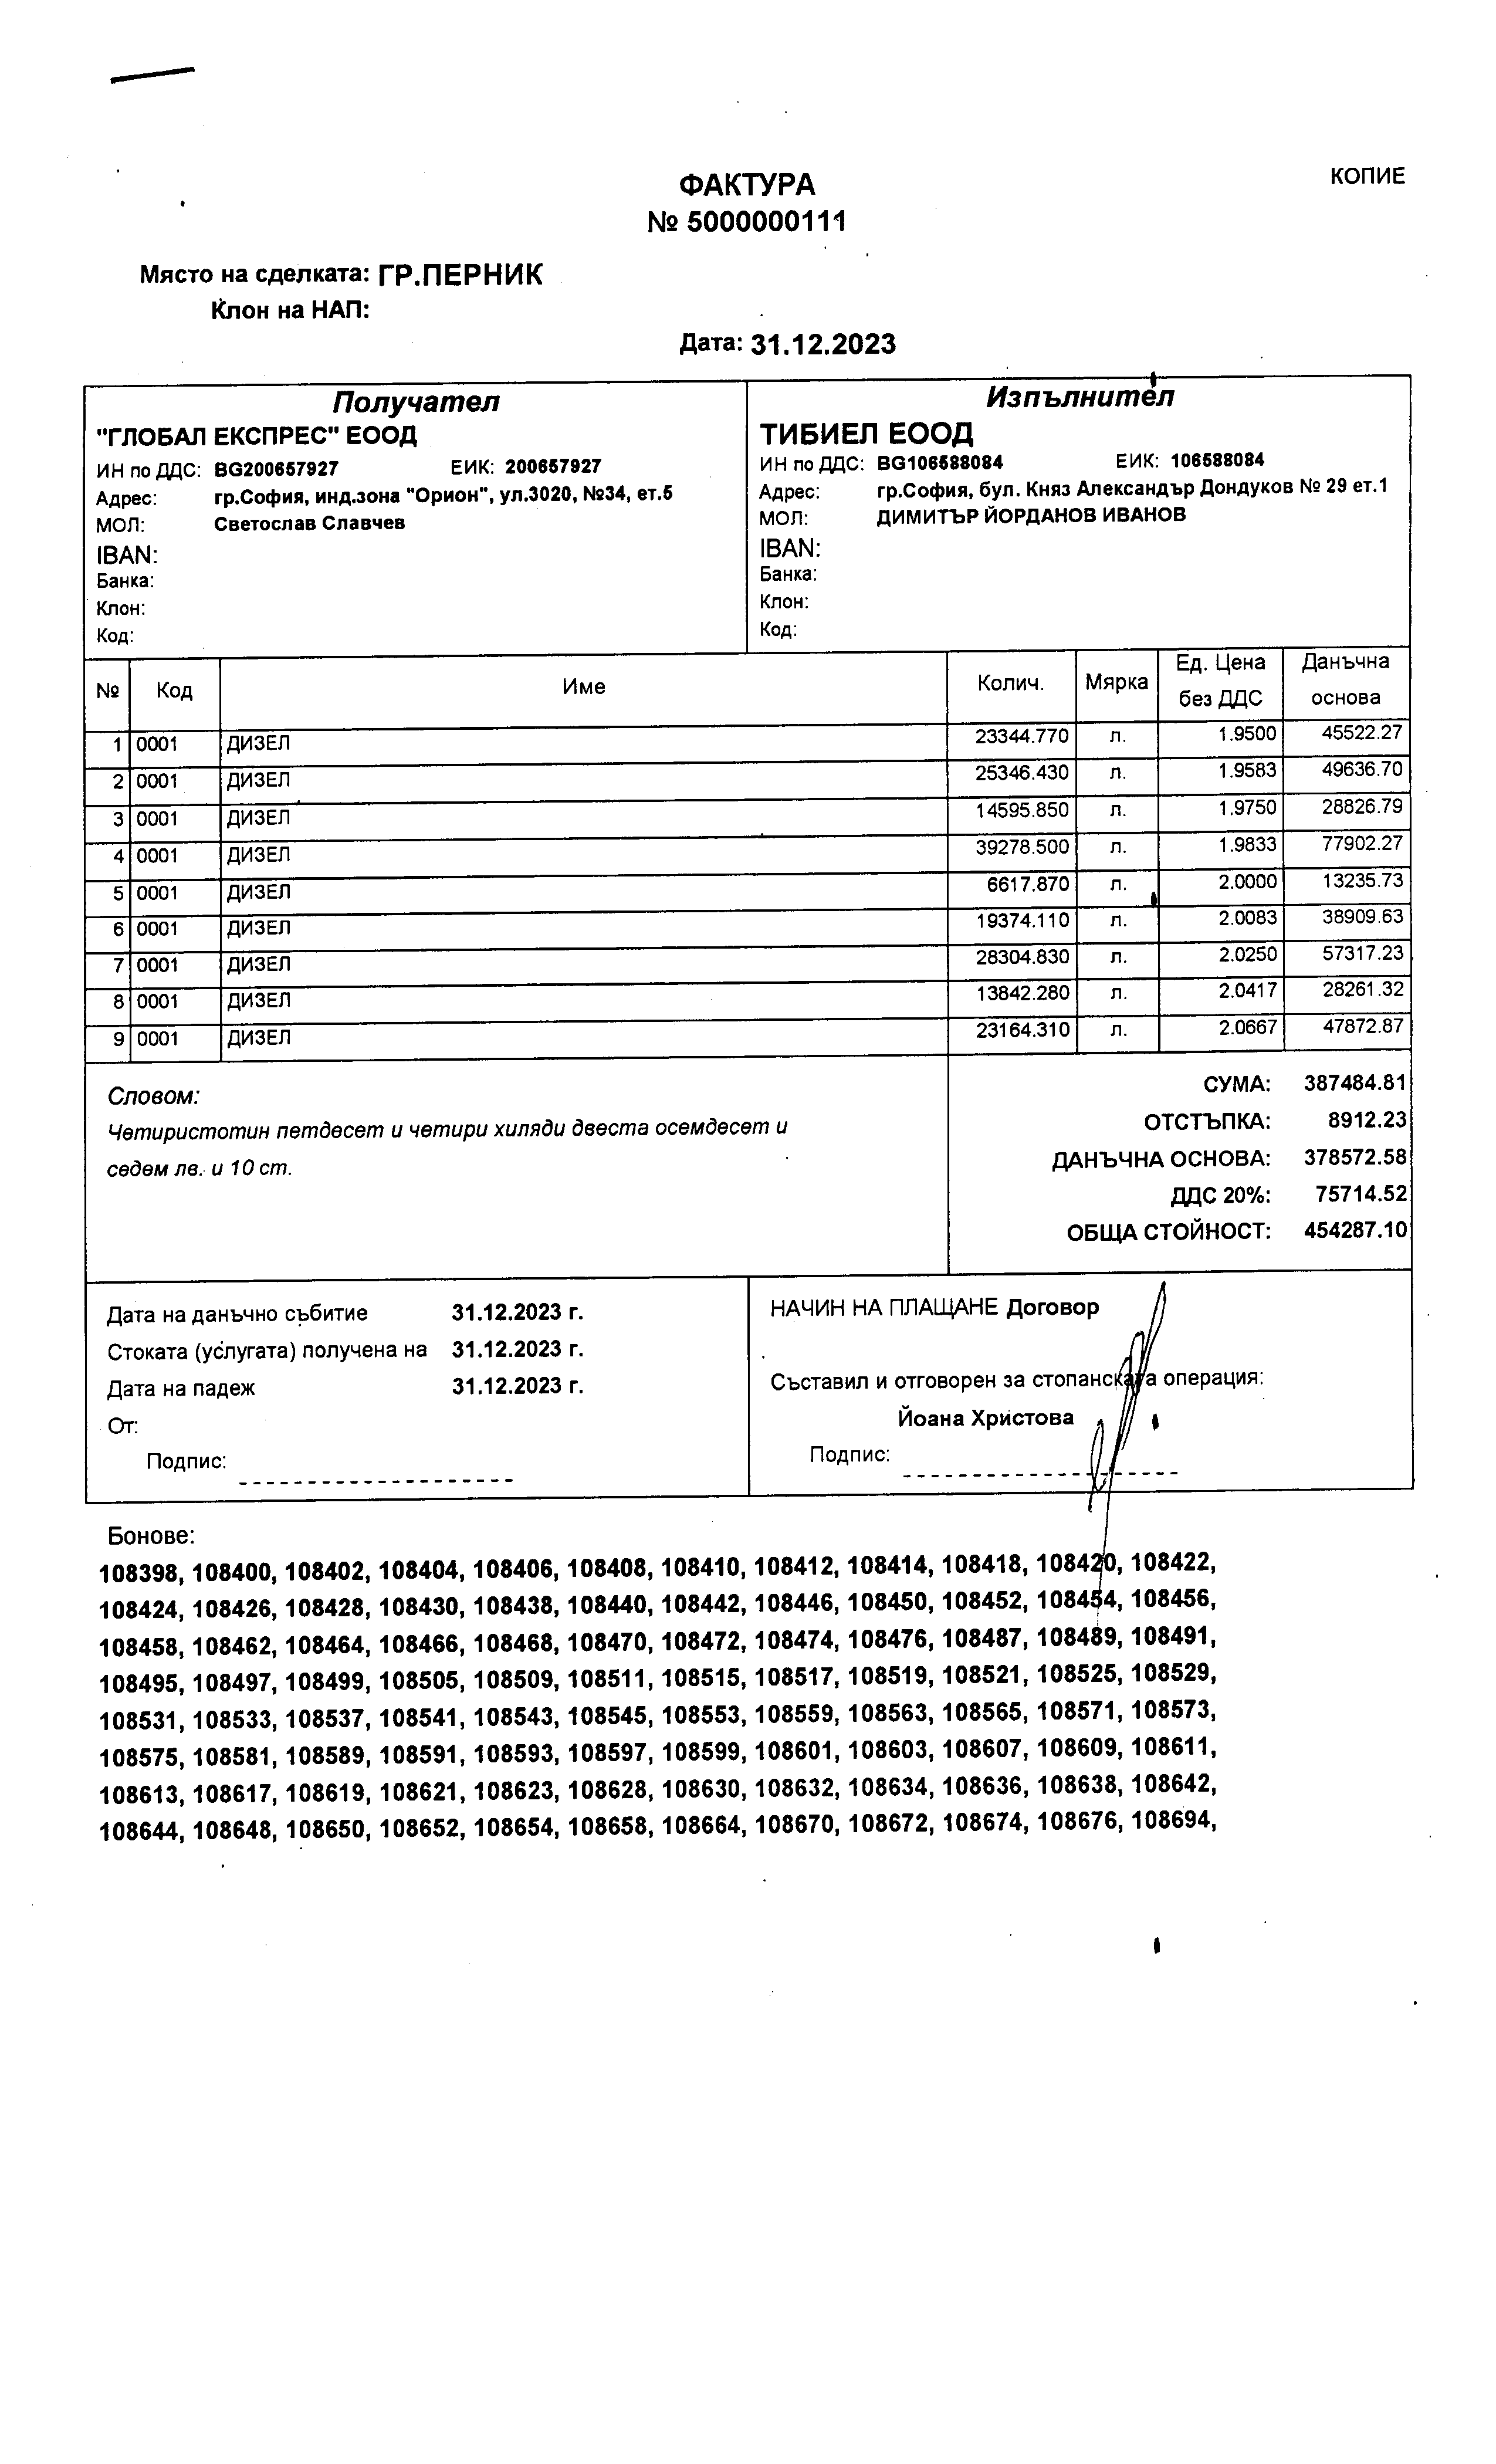 КОПИЕ
ФАКТУРА
№ 5000000111
Място на сделката: ГР.ПЕРНИК
Клон на НАП:
Дата: 31.12.2023
Получател
"ГЛОБАЛ ЕКСПРЕС" ЕООД
ИН по ДДС: BG200657927 ЕИК: 200657927
Адрес: гр.София, инд.зона "Орион", ул.3020, №34, ет.5
МОЛ: Светослав Славчев
IBAN:
Банка:
Клон:
Код:
Изпълнител
ТИБИЕЛ ЕООД
ИН по ДДС: BG106588084 ЕИК: 106588084
Адрес: гр.София, бул. Княз Александър Дондуков № 29 ет.1
МОЛ: ДИМИТЪР ЙОРДАНОВ ИВАНОВ
IBAN:
Банка:
Клон:
Код:
№ Код Име Колич. Мярка Ед. Цена без ДДС Данъчна основа
1 0001 ДИЗЕЛ 23344.770 л. 1.9500 45522.27
2 0001 ДИЗЕЛ 25346.430 л. 1.9583 49636.70
3 0001 ДИЗЕЛ 14595.850 л. 1.9750 28826.79
4 0001 ДИЗЕЛ 39278.500 л. 1.9833 77902.27
5 0001 ДИЗЕЛ 6617.870 л. 2.0000 13235.73
6 0001 ДИЗЕЛ 19374.110 л. 2.0083 38909.63
7 0001 ДИЗЕЛ 28304.830 л. 2.0250 57317.23
8 0001 ДИЗЕЛ 13842.280 л. 2.0417 28261.32
9 0001 ДИЗЕЛ 23164.310 л. 2.0667 47872.87
Словом:
Четиристотин петдесет и четири хиляди двеста осемдесет и
седем лв. и 10 ст.
СУМА: 387484.81
ОТСТЪПКА: 8912.23
ДАНЪЧНА ОСНОВА: 378572.58
ДДС 20%: 75714.52
ОБЩА СТОЙНОСТ: 454287.10
Дата на данъчно събитие 31.12.2023 г.
Стоката (услугата) получена на 31.12.2023 г.
Дата на падеж 31.12.2023 г.
От:
Подпис:
НАЧИН НА ПЛАЩАНЕ Договор
Съставил и отговорен за стопанската операция:
Йоана Христова
Подпис:
Бонове:
108398, 108400, 108402, 108404, 108406, 108408, 108410, 108412, 108414, 108418, 108420, 108422,
108424, 108426, 108428, 108430, 108438, 108440, 108442, 108446, 108450, 108452, 108454, 108456,
108458, 108462, 108464, 108466, 108468, 108470, 108472, 108474, 108476, 108487, 108489, 108491,
108495, 108497, 108499, 108505, 108509, 108511, 108515, 108517, 108519, 108521, 108525, 108529,
108531, 108533, 108537, 108541, 108543, 108545, 108553, 108559, 108563, 108565, 108571, 108573,
108575, 108581, 108589, 108591, 108593, 108597, 108599, 108601, 108603, 108607, 108609, 108611,
108613, 108617, 108619, 108621, 108623, 108628, 108630, 108632, 108634, 108636, 108638, 108642,
108644, 108648, 108650, 108652, 108654, 108658, 108664, 108670, 108672, 108674, 108676, 108694,